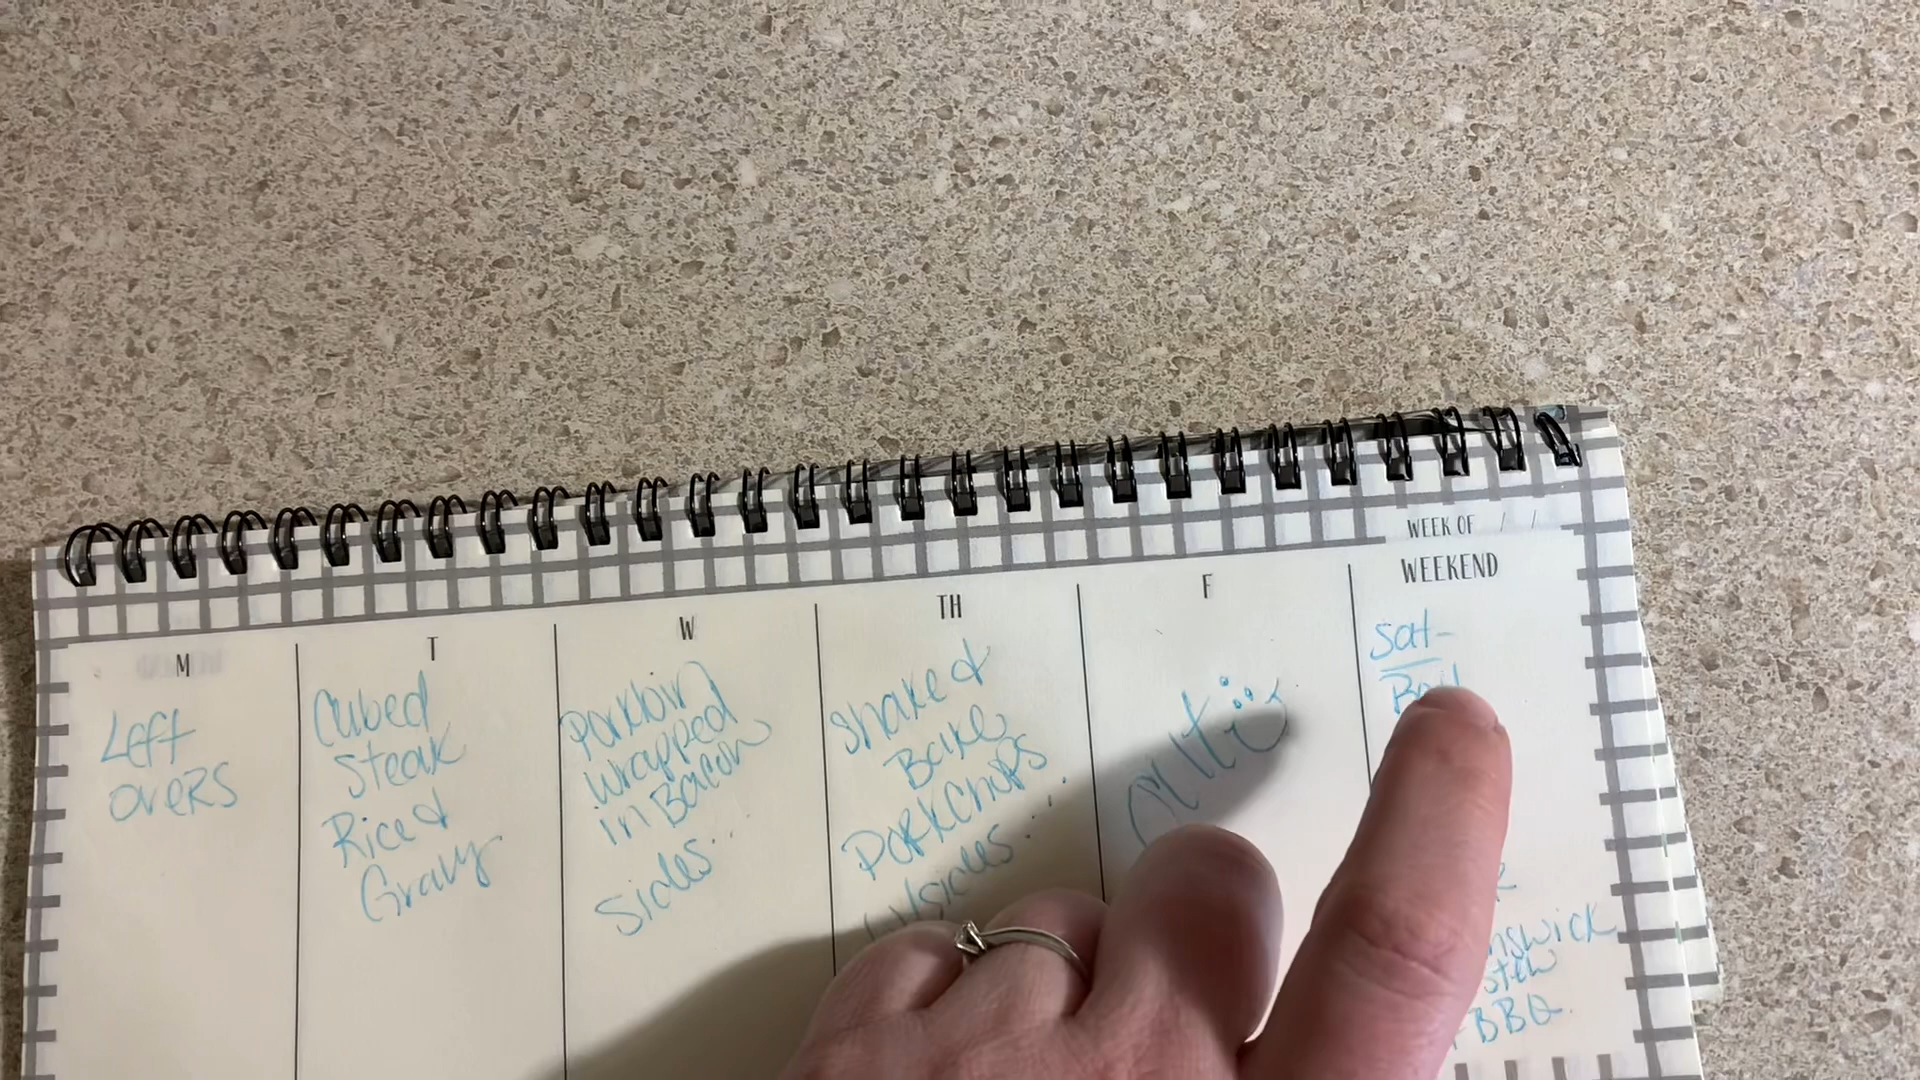 WEEK OF / /
M
T
W
TH
F
WEEKEND
Left
overs
Cubed
Steak
Rice &
Gravy
wrapped
in Bacon
Sides..
Shake &
Bake
Porkchops
w/sides..
Sat-
stew
BBQ